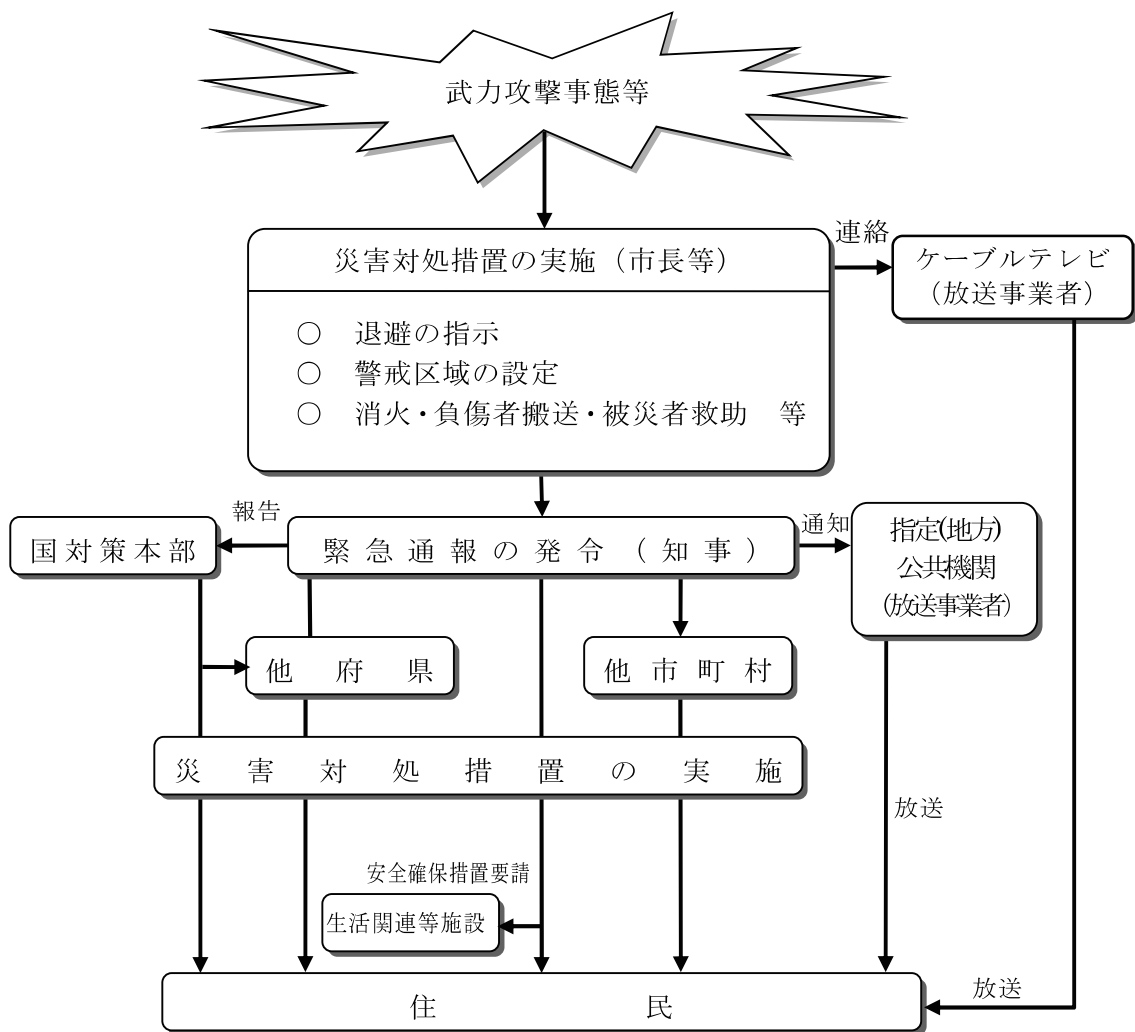 武力攻撃事態等
災害対処措置の実施（市長等）
連絡
ケーブルテレビ
（放送事業者）
○　退避の指示
○　警戒区域の設定
○　消火・負傷者搬送・被災者救助　等
国対策本部
報告
緊急通報の発令（知事）
通知
指定(地方)
公共機関
(放送事業者)
他府県
他市町村
災害対処措置の実施
放送
安全確保措置要請
生活関連等施設
住民
放送